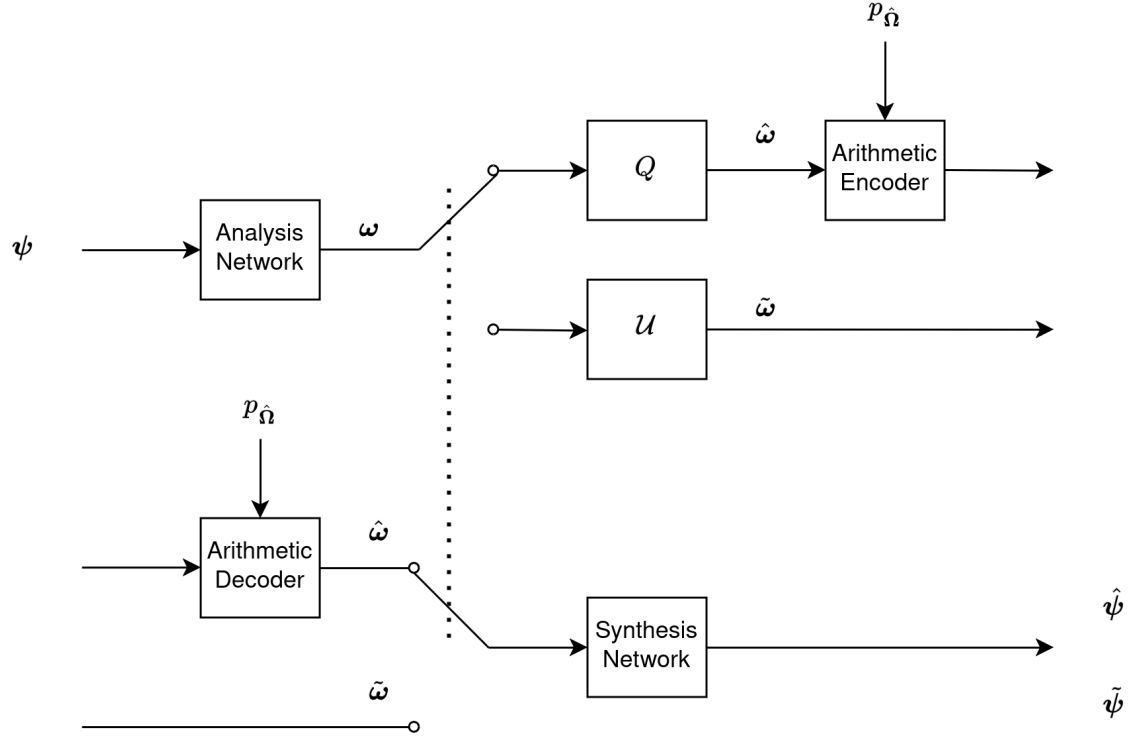 p_Ω̂
ω̂
Q
Arithmetic
Encoder
Analysis
Network
ω
ψ
𝒰
ω̃
p_Ω̂
ω̂
Arithmetic
Decoder
Synthesis
Network
ψ̂
ω̃
ψ̃